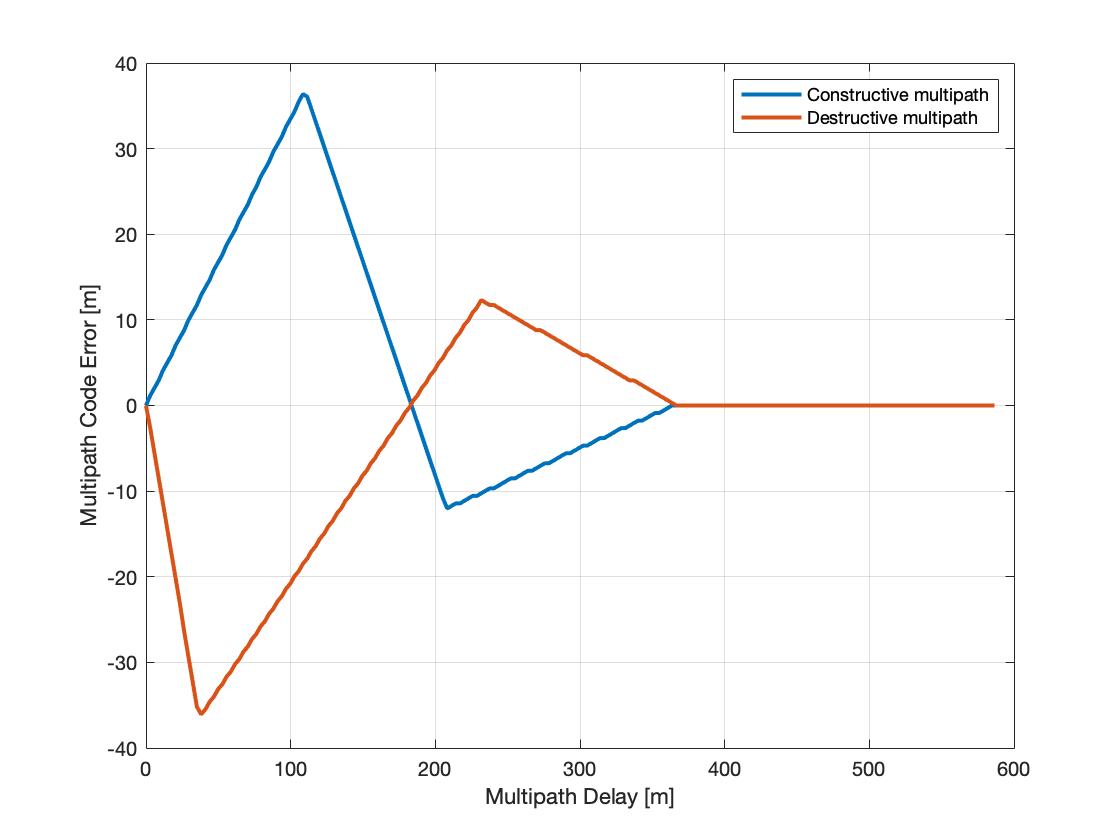 Constructive multipath
Destructive multipath
Multipath Code Error [m]
40
30
20
10
0
-10
-20
-30
-40
0 100 200 300 400 500 600
Multipath Delay [m]